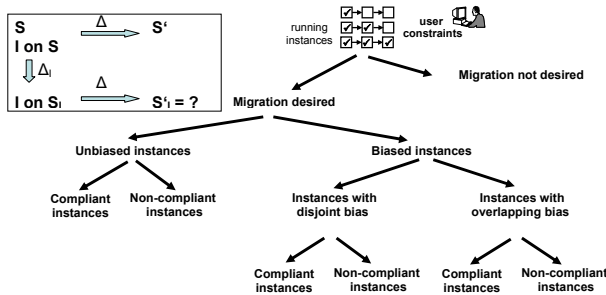 S Δ S‘
I on S
ΔI
I on SI Δ S‘I = ?
running
instances
user
constraints
Migration desired
Migration not desired
Unbiased instances
Biased instances
Compliant
instances
Non-compliant
instances
Instances with
disjoint bias
Instances with
overlapping bias
Compliant
instances
Non-compliant
instances
Compliant
instances
Non-compliant
instances